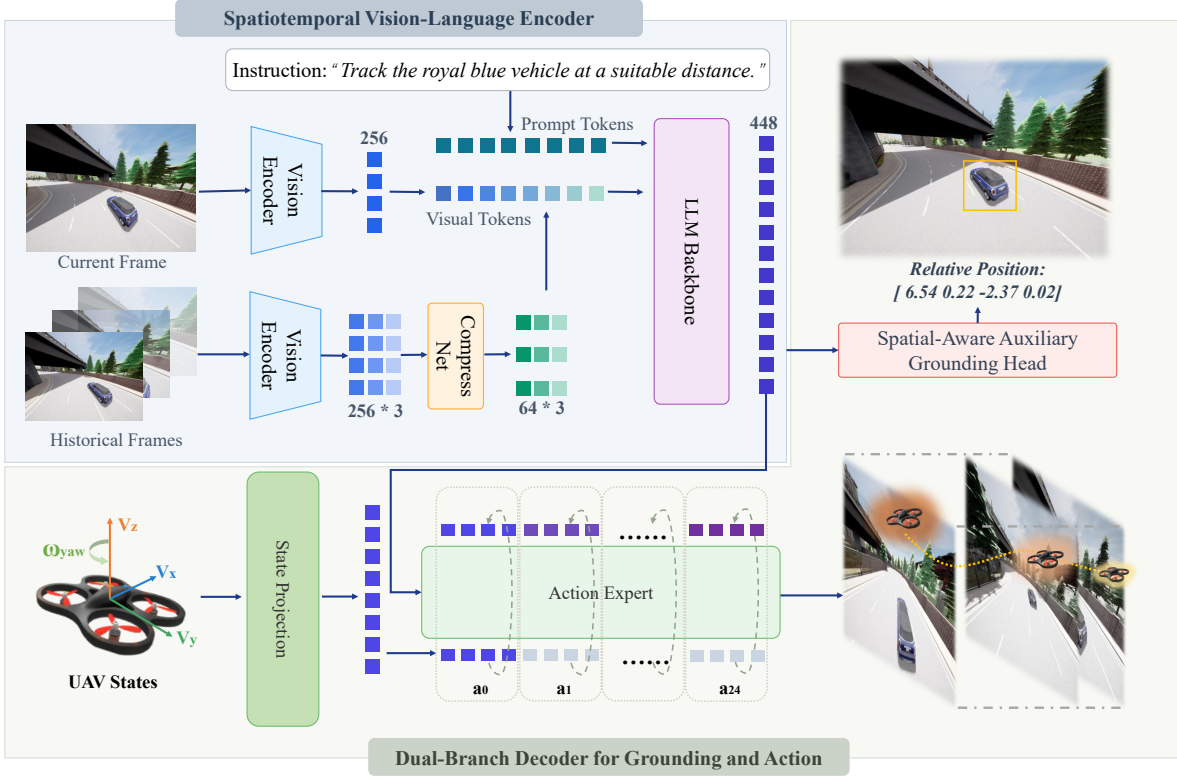 Spatiotemporal Vision-Language Encoder
Instruction: “Track the royal blue vehicle at a suitable distance.”
Current Frame
Vision
Encoder
256
Prompt Tokens
Visual Tokens
LLM Backbone
448
Historical Frames
Vision
Encoder
256 * 3
Compress
Net
64 * 3
Relative Position:
[ 6.54 0.22 -2.37 0.02]
Spatial-Aware Auxiliary
Grounding Head
Vz
ωyaw
Vx
Vy
UAV States
State Projection
......
Action Expert
......
a0
a1
a24
Dual-Branch Decoder for Grounding and Action